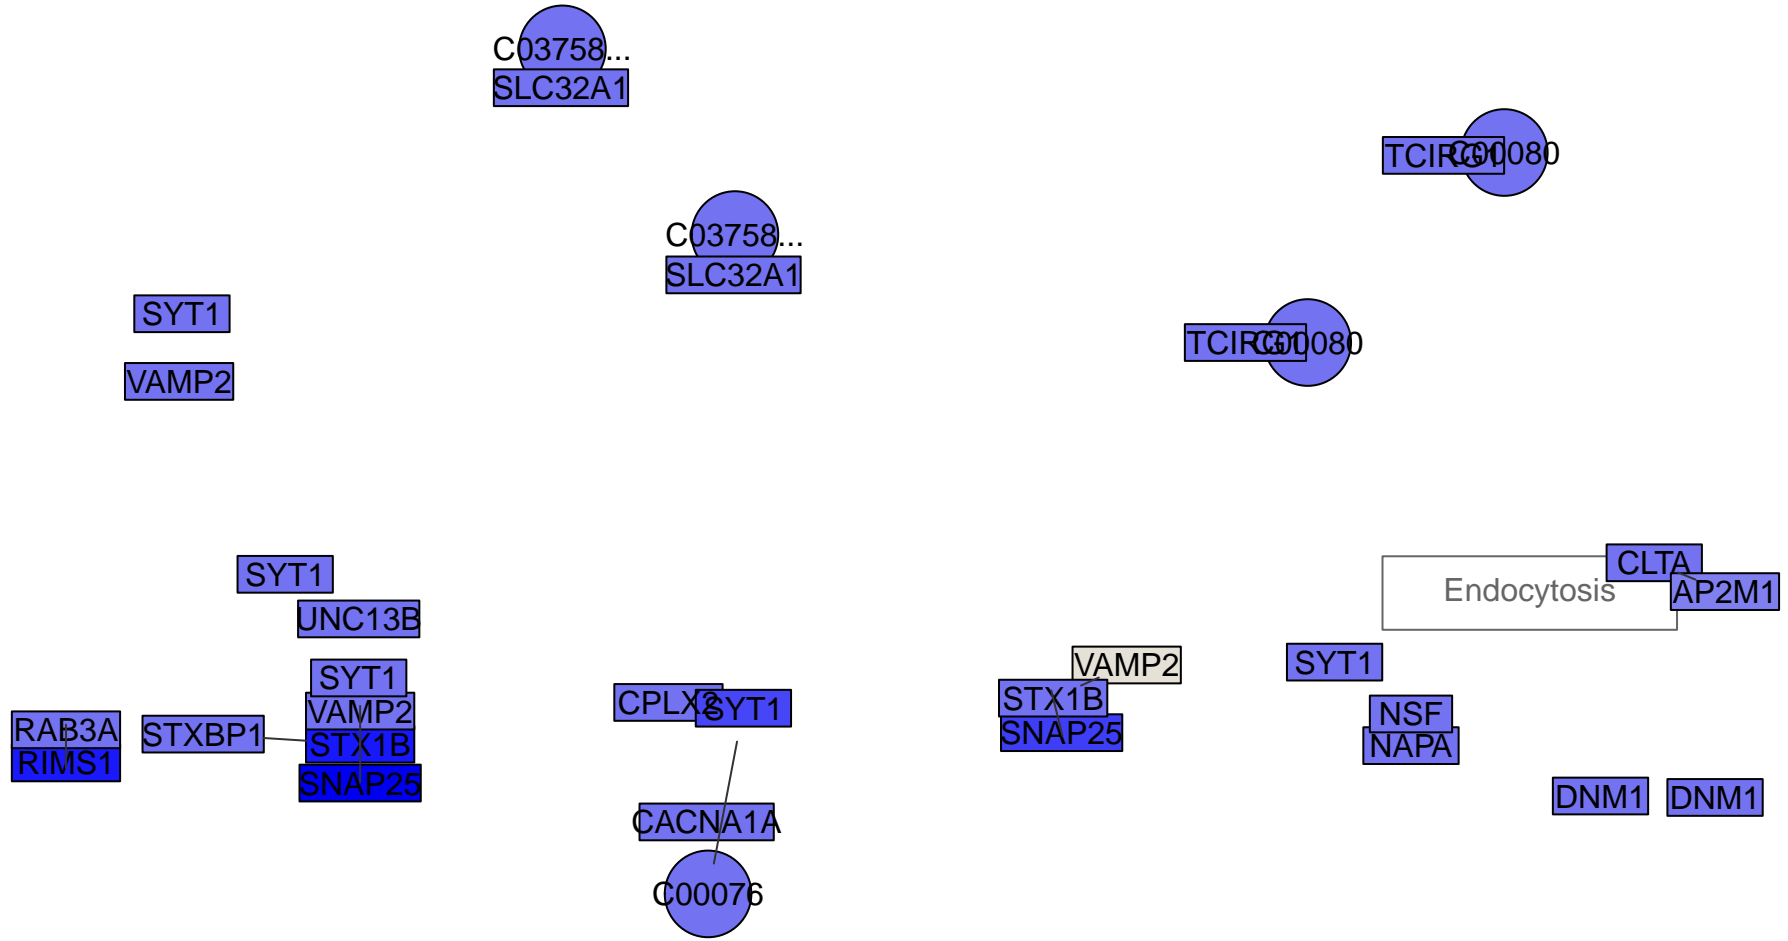 C03758...
SLC32A1
TCIRG1
C00080
C03758...
SLC32A1
SYT1
TCIRG1
C00080
VAMP2
SYT1
CLTA
Endocytosis
AP2M1
UNC13B
SYT1
VAMP2
SYT1
CPLX2
SYT1
STX1B
VAMP2
NSF
RAB3A
STXBP1
STX1B
SNAP25
NAPA
RIMS1
SNAP25
DNM1
DNM1
CACNA1A
C00076